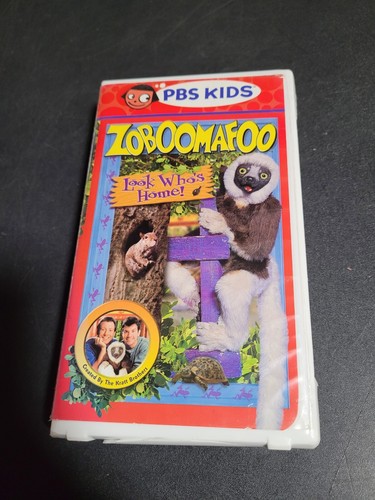 PBS KIDS
ZOBOOMAFOO
Look Who's
Home!
Created By The Kratt Brothers